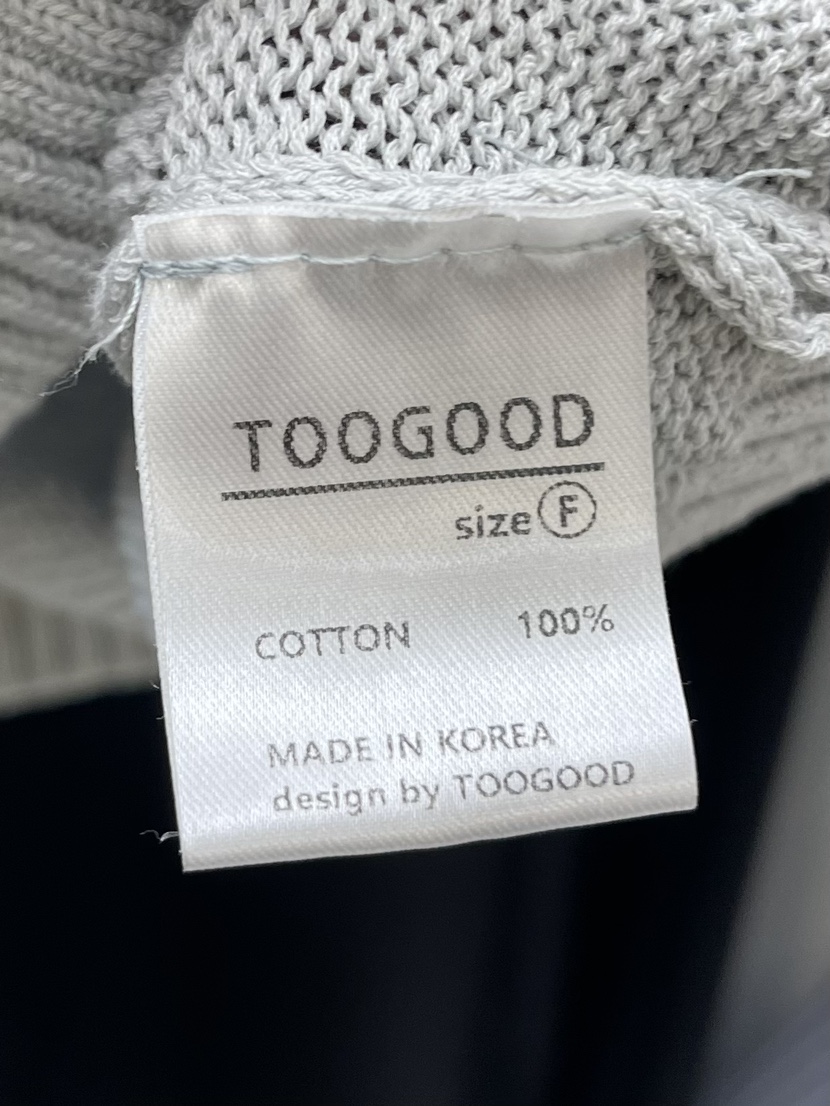 TOOGOOD
size F
COTTON 100%
MADE IN KOREA
design by TOOGOOD